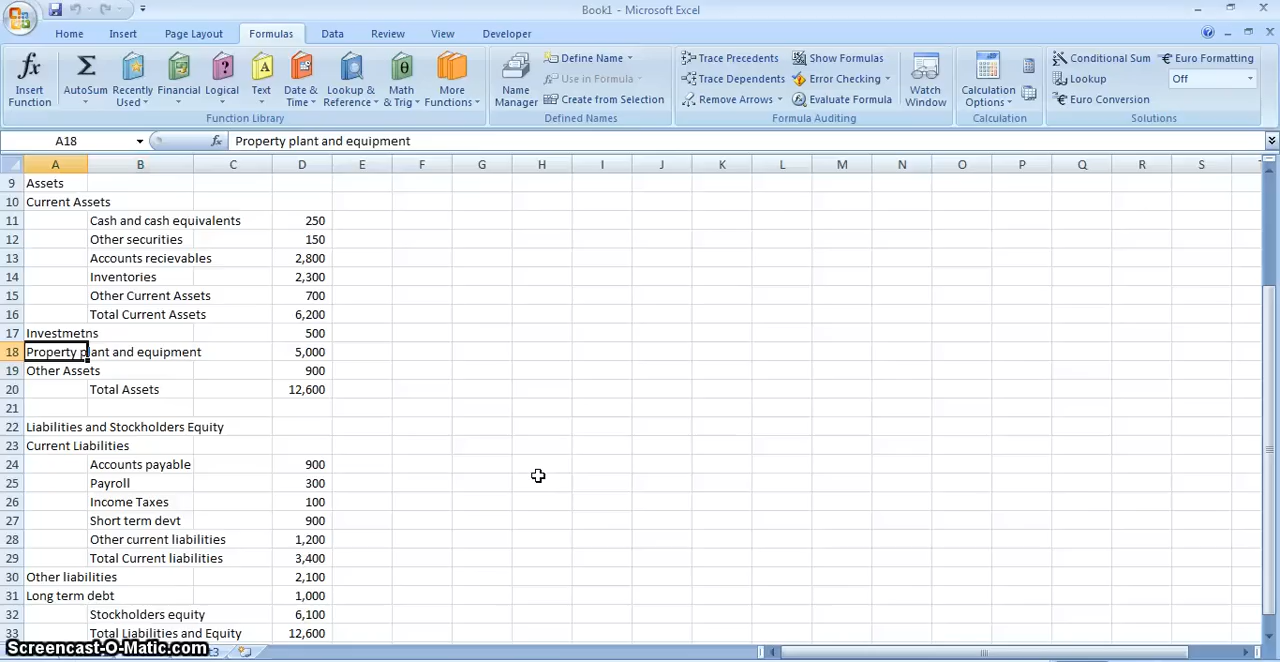 Book1 - Microsoft Excel
Home Insert Page Layout Formulas Data Review View Developer
fx Insert Function
Σ AutoSum
Recently Used
Financial
Logical
Text
Date & Time
Lookup & Reference
Math & Trig
More Functions
Function Library
Name Manager
Define Name
Use in Formula
Create from Selection
Defined Names
Trace Precedents
Trace Dependents
Remove Arrows
Show Formulas
Error Checking
Evaluate Formula
Formula Auditing
Watch Window
Calculation Options
Calculation
Conditional Sum
Lookup
Euro Conversion
Euro Formatting
Off
Solutions
A18 fx Property plant and equipment
A B C D E F G H I J K L M N O P Q R S
9 Assets
10 Current Assets
11 Cash and cash equivalents 250
12 Other securities 150
13 Accounts recievables 2,800
14 Inventories 2,300
15 Other Current Assets 700
16 Total Current Assets 6,200
17 Investmetns 500
18 Property plant and equipment 5,000
19 Other Assets 900
20 Total Assets 12,600
21
22 Liabilities and Stockholders Equity
23 Current Liabilities
24 Accounts payable 900
25 Payroll 300
26 Income Taxes 100
27 Short term devt 900
28 Other current liabilities 1,200
29 Total Current liabilities 3,400
30 Other liabilities 2,100
31 Long term debt 1,000
32 Stockholders equity 6,100
33 Total Liabilities and Equity 12,600
Screencast-O-Matic.com